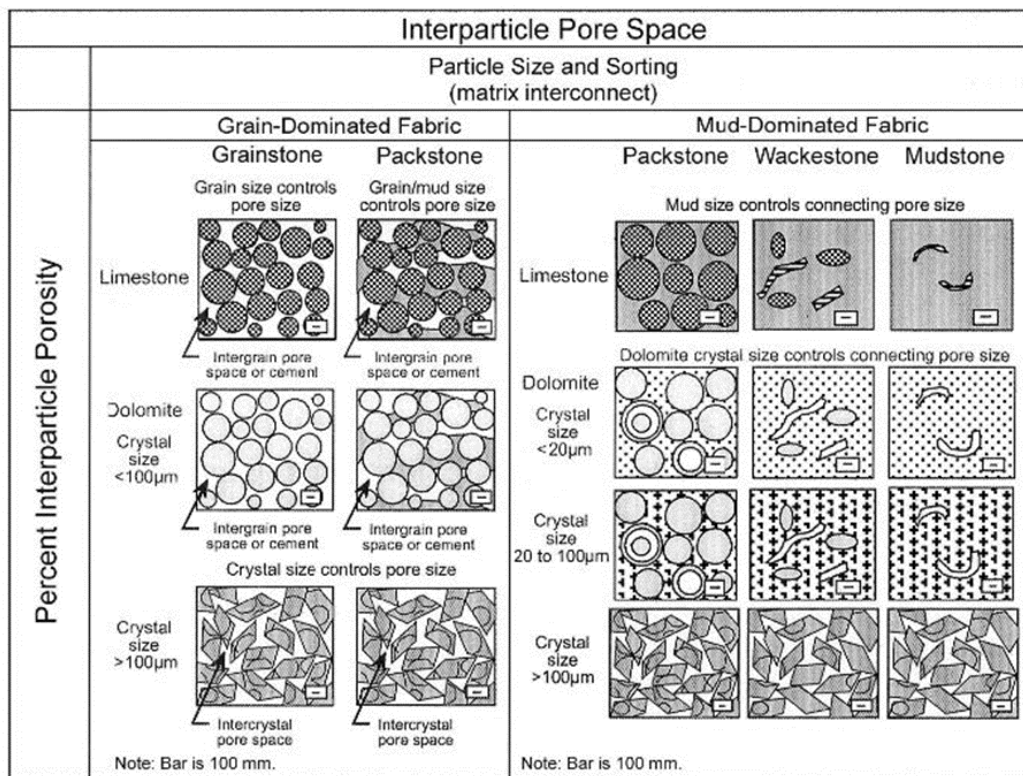 Interparticle Pore Space
Particle Size and Sorting
(matrix interconnect)
Percent Interparticle Porosity
Grain-Dominated Fabric
Grainstone
Packstone
Grain size controls
pore size
Grain/mud size
controls pore size
Limestone
Intergrain pore
space or cement
Intergrain pore
space or cement
Dolomite
Crystal
size
<100µm
Intergrain pore
space or cement
Intergrain pore
space or cement
Crystal size controls pore size
Crystal
size
>100µm
Intercrystal
pore space
Intercrystal
pore space
Note: Bar is 100 mm.
Mud-Dominated Fabric
Packstone
Wackestone
Mudstone
Mud size controls connecting pore size
Limestone
Dolomite crystal size controls connecting pore size
Dolomite
Crystal
size
<20µm
Crystal
size
20 to 100µm
Crystal
size
>100µm
Note: Bar is 100 mm.